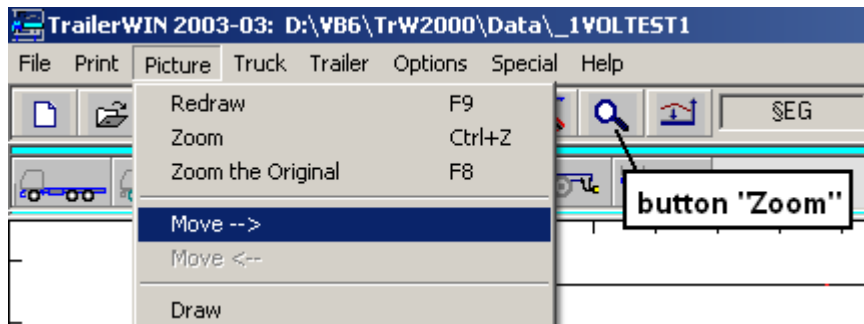 TrailerWIN 2003-03: D:\VB6\TrW2000\Data\_1VOLTEST1
File Print Picture Truck Trailer Options Special Help
Redraw F9
Zoom Ctrl+Z
Zoom the Original F8
Move -->
Move <--
Draw
§EG
button "Zoom"